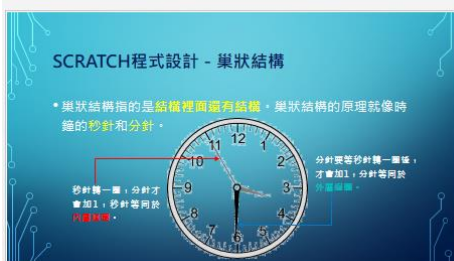 SCRATCH程式設計 - 巢狀結構
•巢狀結構指的是結構裡面還有結構。巢狀結構的原理就像時
鐘的秒針和分針。
11 12 1
10 2
9 3
8 4
7 6 5
分針要等秒針轉一圈後，
才會加1，分針等同於
外層迴圈。
秒針轉一圈，分針才
會加1，秒針等同於
內層迴圈。